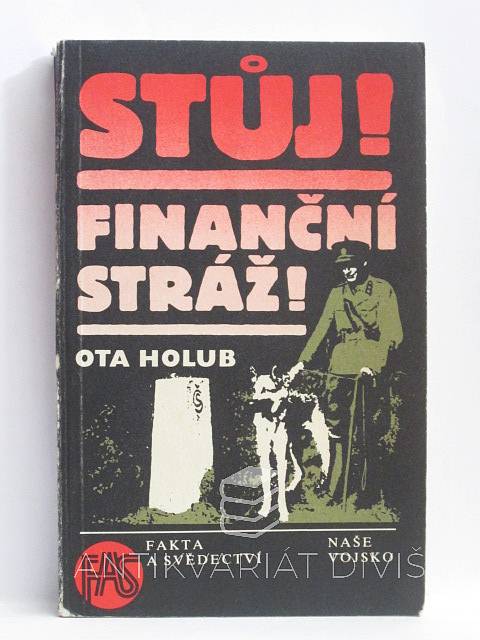 STŮJ!
FINANČNÍ
STRÁŽ!
OTA HOLUB
Š
FAKTA
A SVĚDECTVÍ
NAŠE
VOJSKO
FAS
ANTIKVARIÁT DIVIŠ